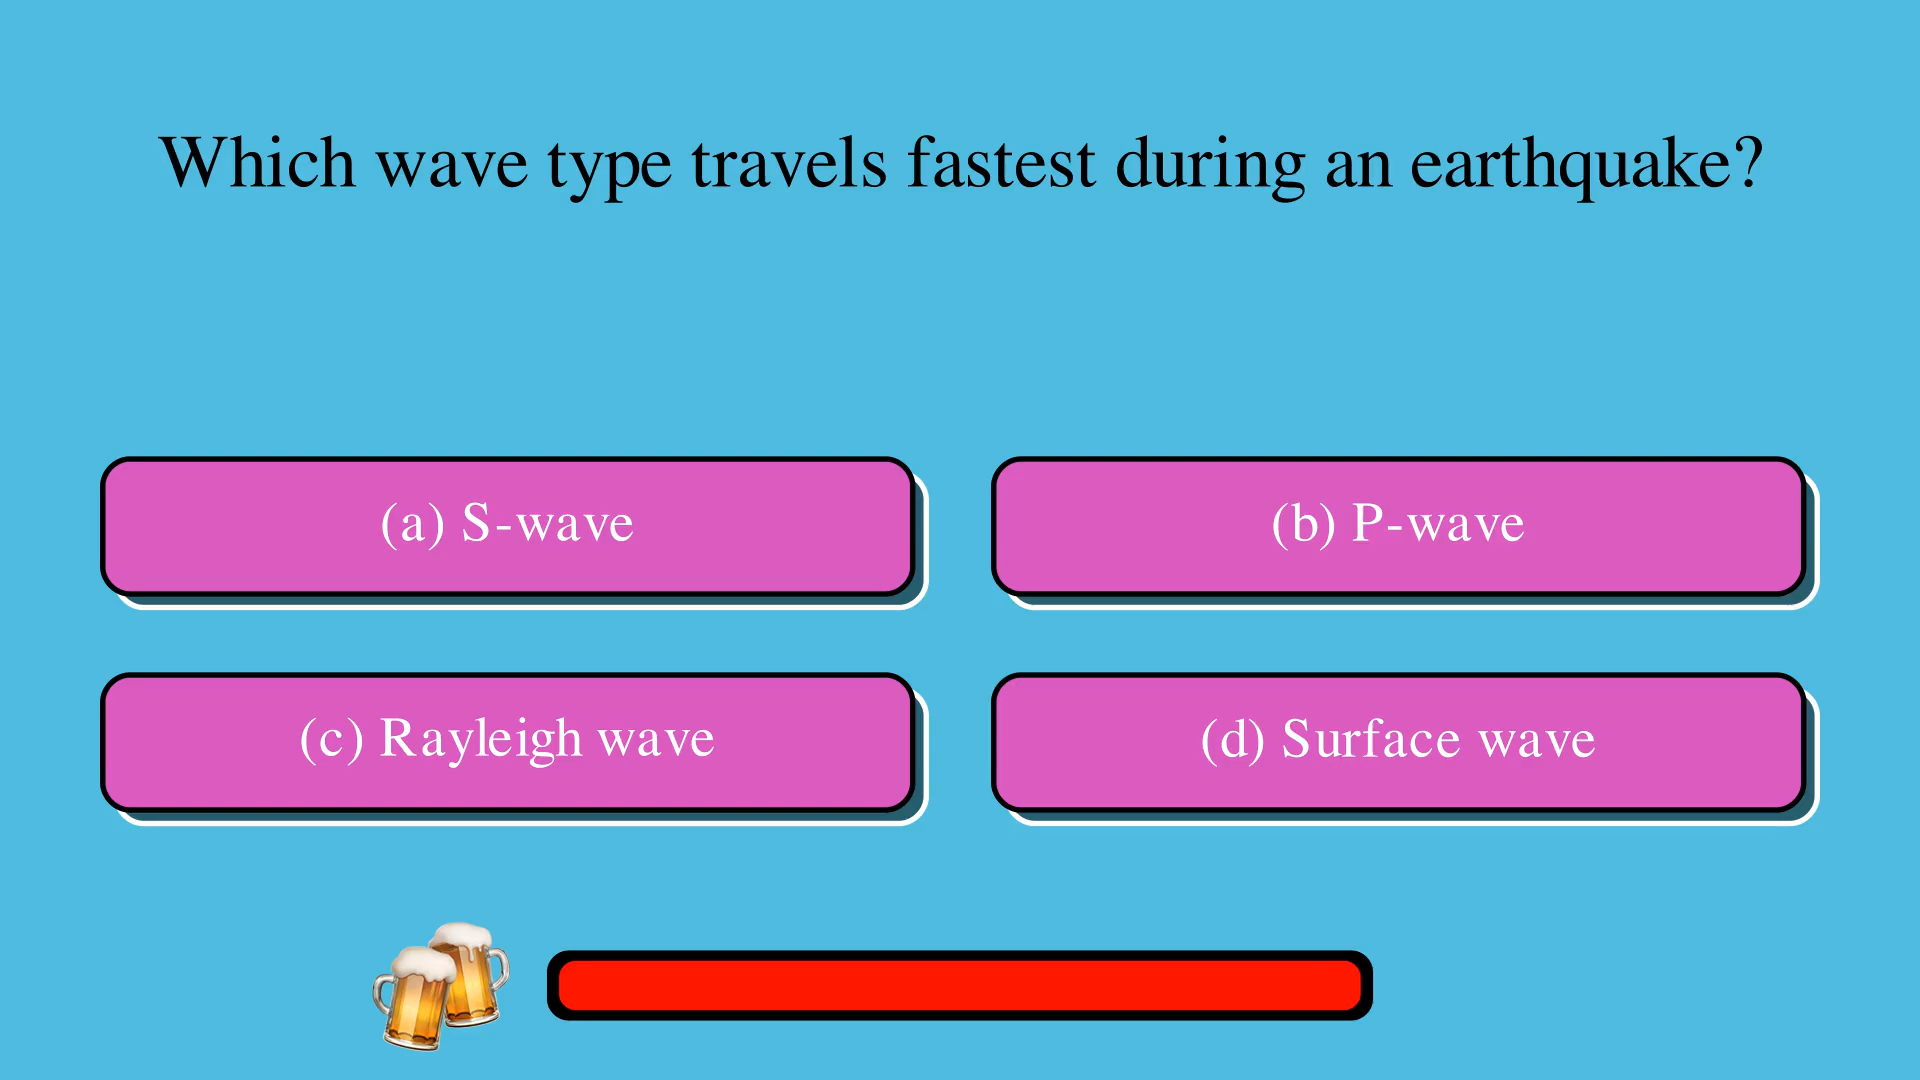 Which wave type travels fastest during an earthquake?
(a) S-wave
(b) P-wave
(c) Rayleigh wave
(d) Surface wave